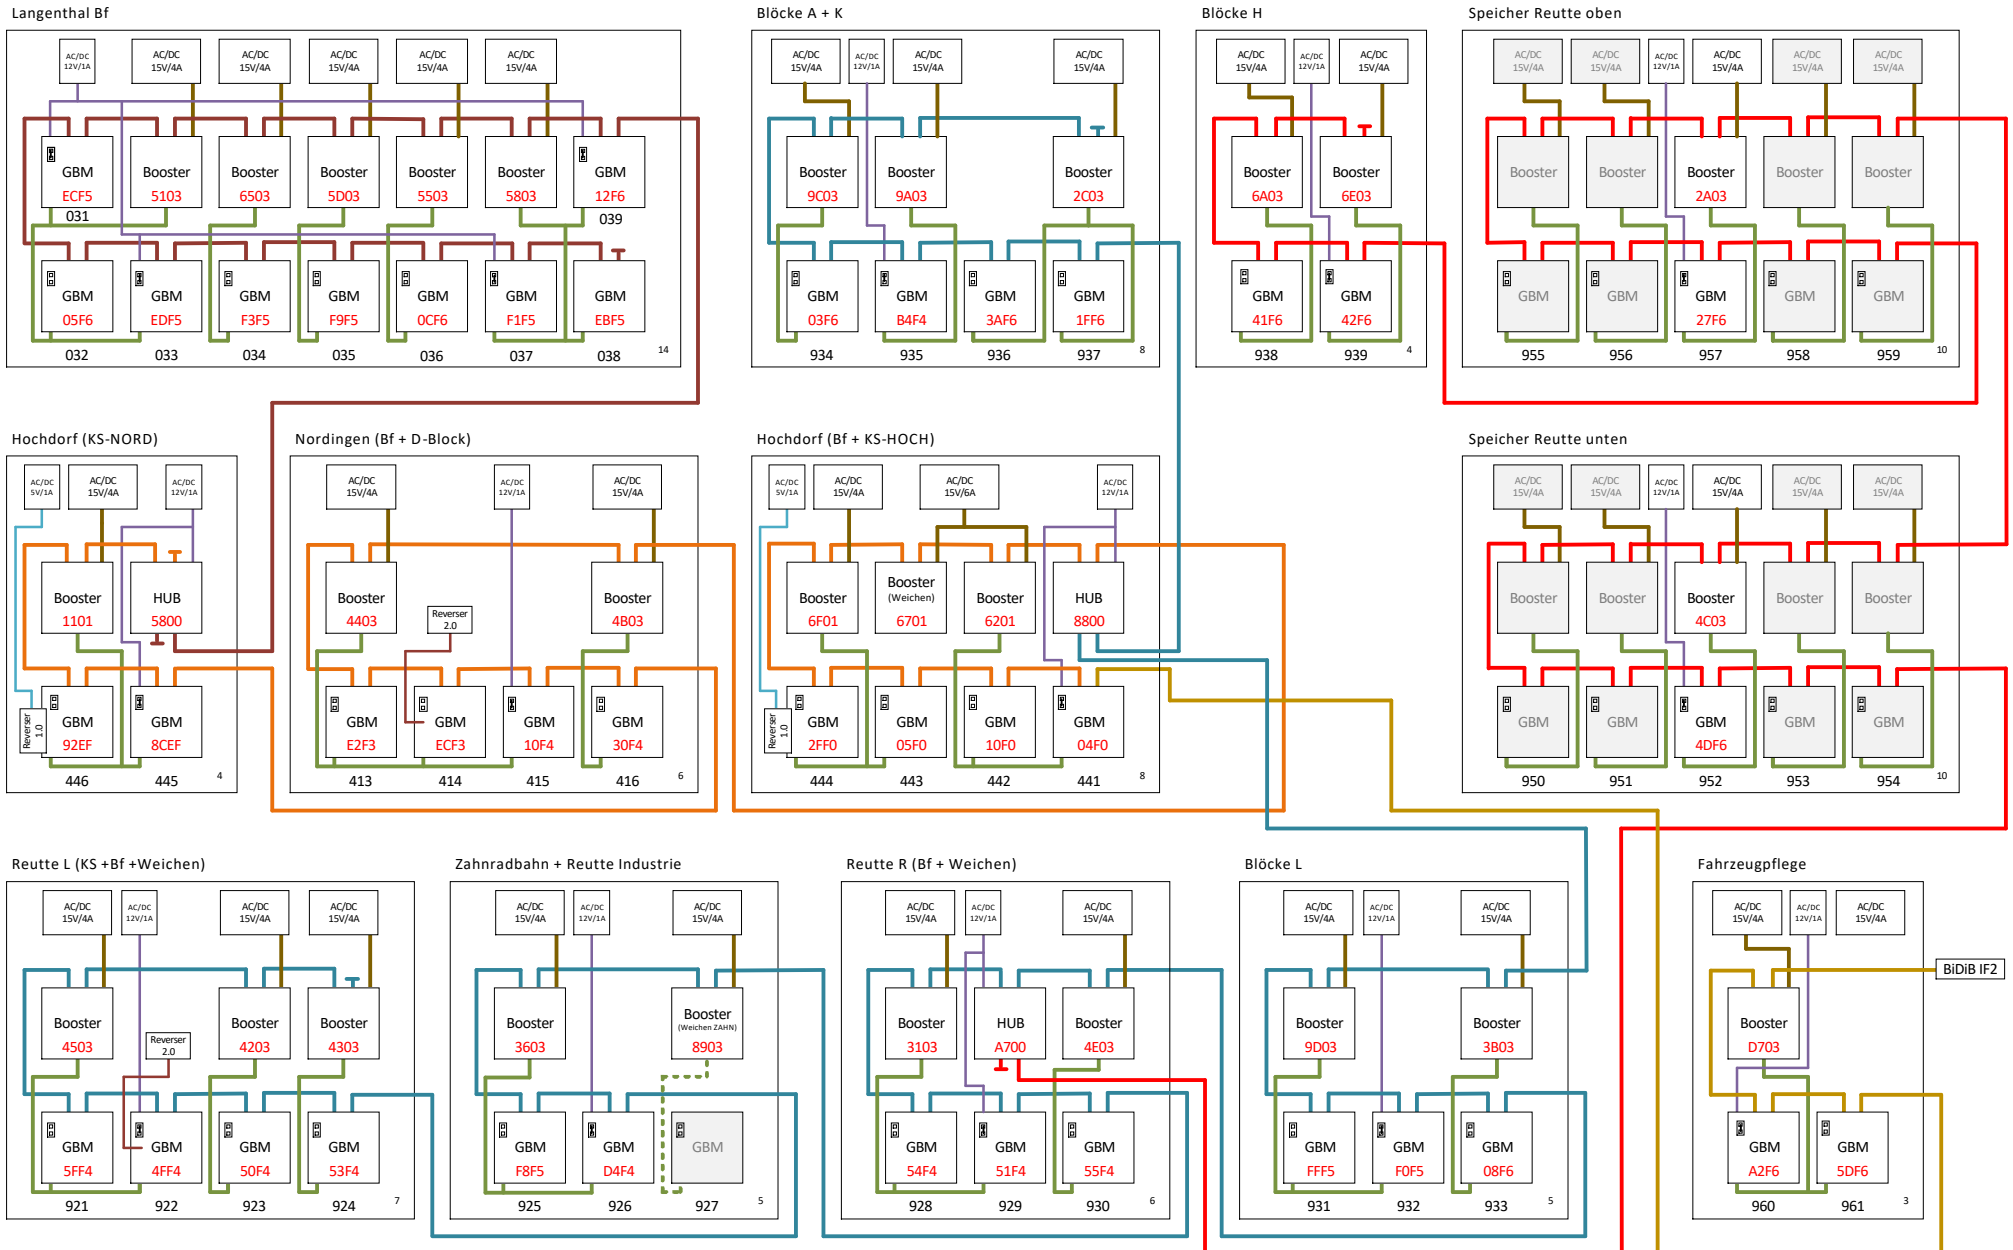 Langenthal Bf
AC/DC
12V/1A
AC/DC
15V/4A
AC/DC
15V/4A
AC/DC
15V/4A
AC/DC
15V/4A
AC/DC
15V/4A
GBM
ECF5
031
Booster
5103
Booster
6503
Booster
5D03
Booster
5503
Booster
5803
GBM
12F6
039
GBM
05F6
032
GBM
EDF5
033
GBM
F3F5
034
GBM
F9F5
035
GBM
0CF6
036
GBM
F1F5
037
GBM
EBF5
038
14
Blöcke A + K
AC/DC
15V/4A
AC/DC
12V/1A
AC/DC
15V/4A
AC/DC
15V/4A
Booster
9C03
Booster
9A03
Booster
2C03
GBM
03F6
934
GBM
B4F4
935
GBM
3AF6
936
GBM
1FF6
937
8
Blöcke H
AC/DC
15V/4A
AC/DC
12V/1A
AC/DC
15V/4A
Booster
6A03
Booster
6E03
GBM
41F6
938
GBM
42F6
939
4
Speicher Reutte oben
AC/DC
15V/4A
AC/DC
15V/4A
AC/DC
12V/1A
AC/DC
15V/4A
AC/DC
15V/4A
AC/DC
15V/4A
Booster
Booster
Booster
2A03
Booster
Booster
GBM
955
GBM
956
GBM
27F6
957
GBM
958
GBM
959
10
Hochdorf (KS-NORD)
AC/DC
5V/1A
AC/DC
15V/4A
AC/DC
12V/1A
Booster
1101
HUB
5800
Reverser
1.0
GBM
92EF
446
GBM
8CEF
445
4
Nordingen (Bf + D-Block)
AC/DC
15V/4A
AC/DC
12V/1A
AC/DC
15V/4A
Booster
4403
Reverser
2.0
Booster
4B03
GBM
E2F3
413
GBM
ECF3
414
GBM
10F4
415
GBM
30F4
416
6
Hochdorf (Bf + KS-HOCH)
AC/DC
5V/1A
AC/DC
15V/4A
AC/DC
15V/6A
AC/DC
12V/1A
Booster
6F01
Booster
(Weichen)
6701
Booster
6201
HUB
8800
Reverser
1.0
GBM
2FF0
444
GBM
05F0
443
GBM
10F0
442
GBM
04F0
441
8
Speicher Reutte unten
AC/DC
15V/4A
AC/DC
15V/4A
AC/DC
12V/1A
AC/DC
15V/4A
AC/DC
15V/4A
AC/DC
15V/4A
Booster
Booster
Booster
4C03
Booster
Booster
GBM
950
GBM
951
GBM
4DF6
952
GBM
953
GBM
954
10
Reutte L (KS +Bf +Weichen)
AC/DC
15V/4A
AC/DC
12V/1A
AC/DC
15V/4A
AC/DC
15V/4A
Booster
4503
Reverser
2.0
Booster
4203
Booster
4303
GBM
5FF4
921
GBM
4FF4
922
GBM
50F4
923
GBM
53F4
924
7
Zahnradbahn + Reutte Industrie
AC/DC
15V/4A
AC/DC
12V/1A
AC/DC
15V/4A
Booster
3603
Booster
(Weichen ZAHN)
8903
GBM
F8F5
925
GBM
D4F4
926
GBM
927
5
Reutte R (Bf + Weichen)
AC/DC
15V/4A
AC/DC
12V/1A
AC/DC
15V/4A
Booster
3103
HUB
A700
Booster
4E03
GBM
54F4
928
GBM
51F4
929
GBM
55F4
930
6
Blöcke L
AC/DC
15V/4A
AC/DC
12V/1A
AC/DC
15V/4A
Booster
9D03
Booster
3B03
GBM
FFF5
931
GBM
F0F5
932
GBM
08F6
933
5
Fahrzeugpflege
AC/DC
15V/4A
AC/DC
12V/1A
AC/DC
15V/4A
BiDiB IF2
Booster
D703
GBM
A2F6
960
GBM
5DF6
961
3